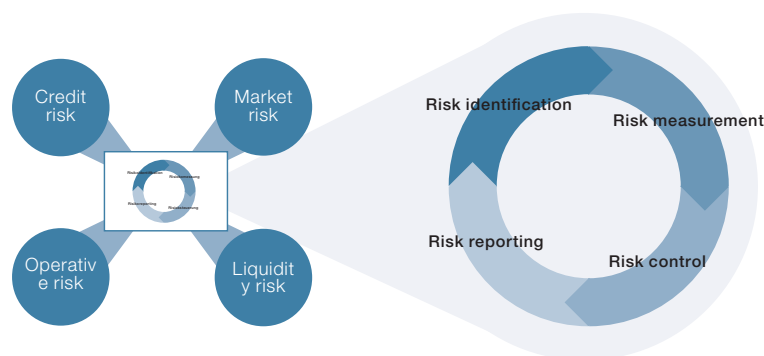 Credit
risk
Market
risk
Operativ
e risk
Liquidit
y risk
Risk identification
Risk measurement
Risk reporting
Risk control